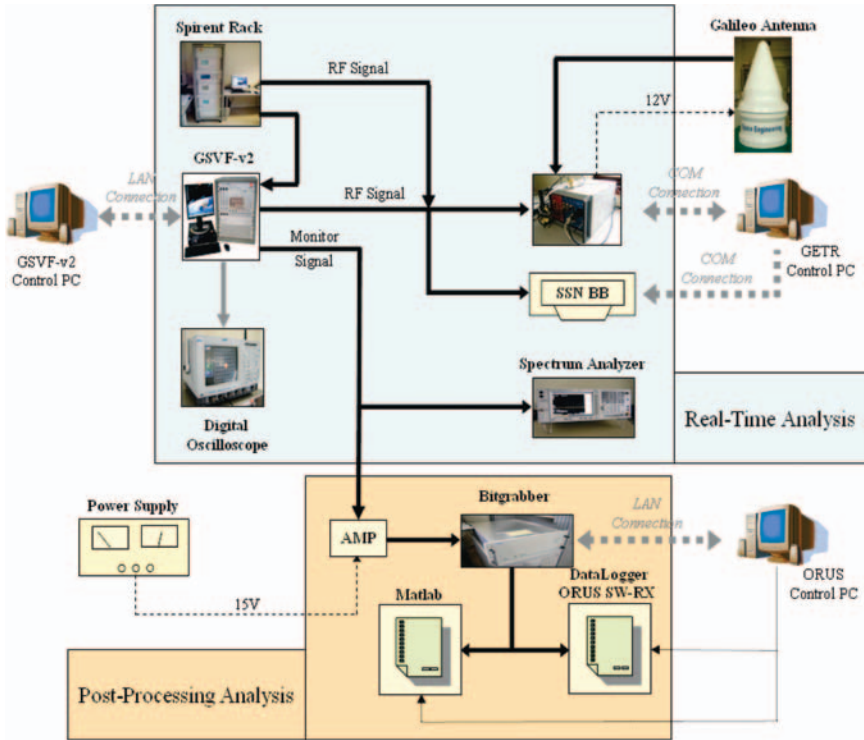 Spirent Rack
Galileo Antenna
RF Signal
12V
Space Engineering
GSVF-v2
LAN
Connection
RF Signal
COM
Connection
Monitor
Signal
GSVF-v2
Control PC
GETR
Control PC
COM
Connection
SSN BB
Spectrum Analyzer
Digital
Oscilloscope
Real-Time Analysis
Power Supply
Bitgrabber
LAN
Connection
AMP
ORUS
Control PC
15V
Matlab
DataLogger
ORUS SW-RX
Post-Processing Analysis